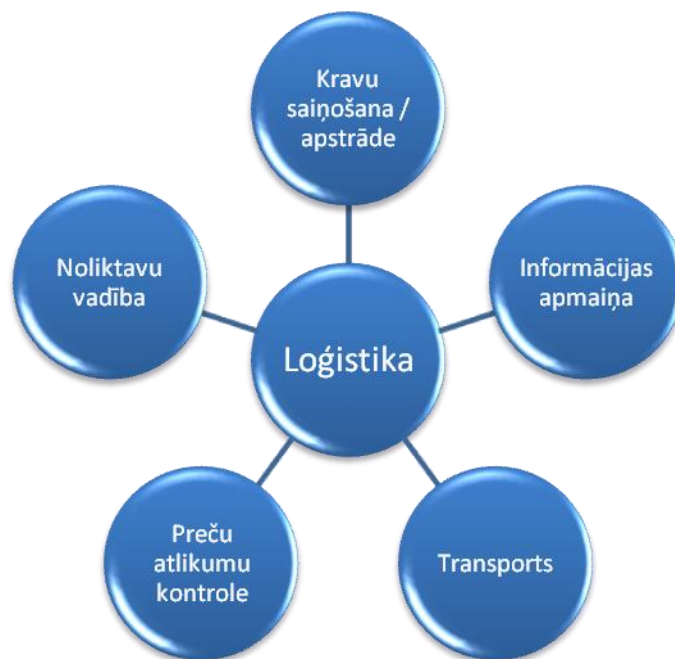 Kravu
saiņošana /
apstrāde
Noliktavu
vadība
Informācijas
apmaiņa
Loģistika
Preču
atlikumu
kontrole
Transports